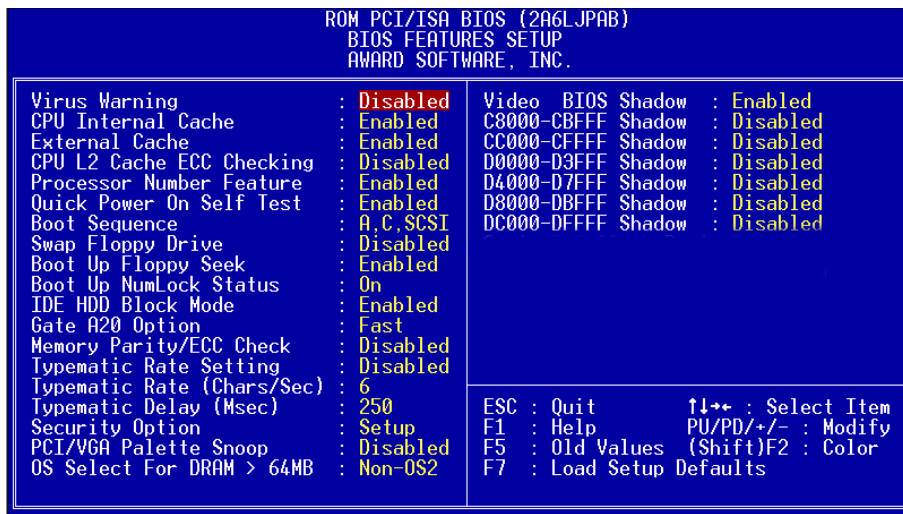 ROM PCI/ISA BIOS (2A6LJPAB)
BIOS FEATURES SETUP
AWARD SOFTWARE, INC.
Virus Warning : Disabled
CPU Internal Cache : Enabled
External Cache : Enabled
CPU L2 Cache ECC Checking : Disabled
Processor Number Feature : Enabled
Quick Power On Self Test : Enabled
Boot Sequence : A,C,SCSI
Swap Floppy Drive : Disabled
Boot Up Floppy Seek : Enabled
Boot Up NumLock Status : On
IDE HDD Block Mode : Enabled
Gate A20 Option : Fast
Memory Parity/ECC Check : Disabled
Typematic Rate Setting : Disabled
Typematic Rate (Chars/Sec) : 6
Typematic Delay (Msec) : 250
Security Option : Setup
PCI/VGA Palette Snoop : Disabled
OS Select For DRAM > 64MB : Non-OS2
Video BIOS Shadow : Enabled
C8000-CBFFF Shadow : Disabled
CC000-CFFFF Shadow : Disabled
D0000-D3FFF Shadow : Disabled
D4000-D7FFF Shadow : Disabled
D8000-DBFFF Shadow : Disabled
DC000-DFFFF Shadow : Disabled
ESC : Quit ↑↓→← : Select Item
F1 : Help PU/PD/+/- : Modify
F5 : Old Values (Shift)F2 : Color
F7 : Load Setup Defaults